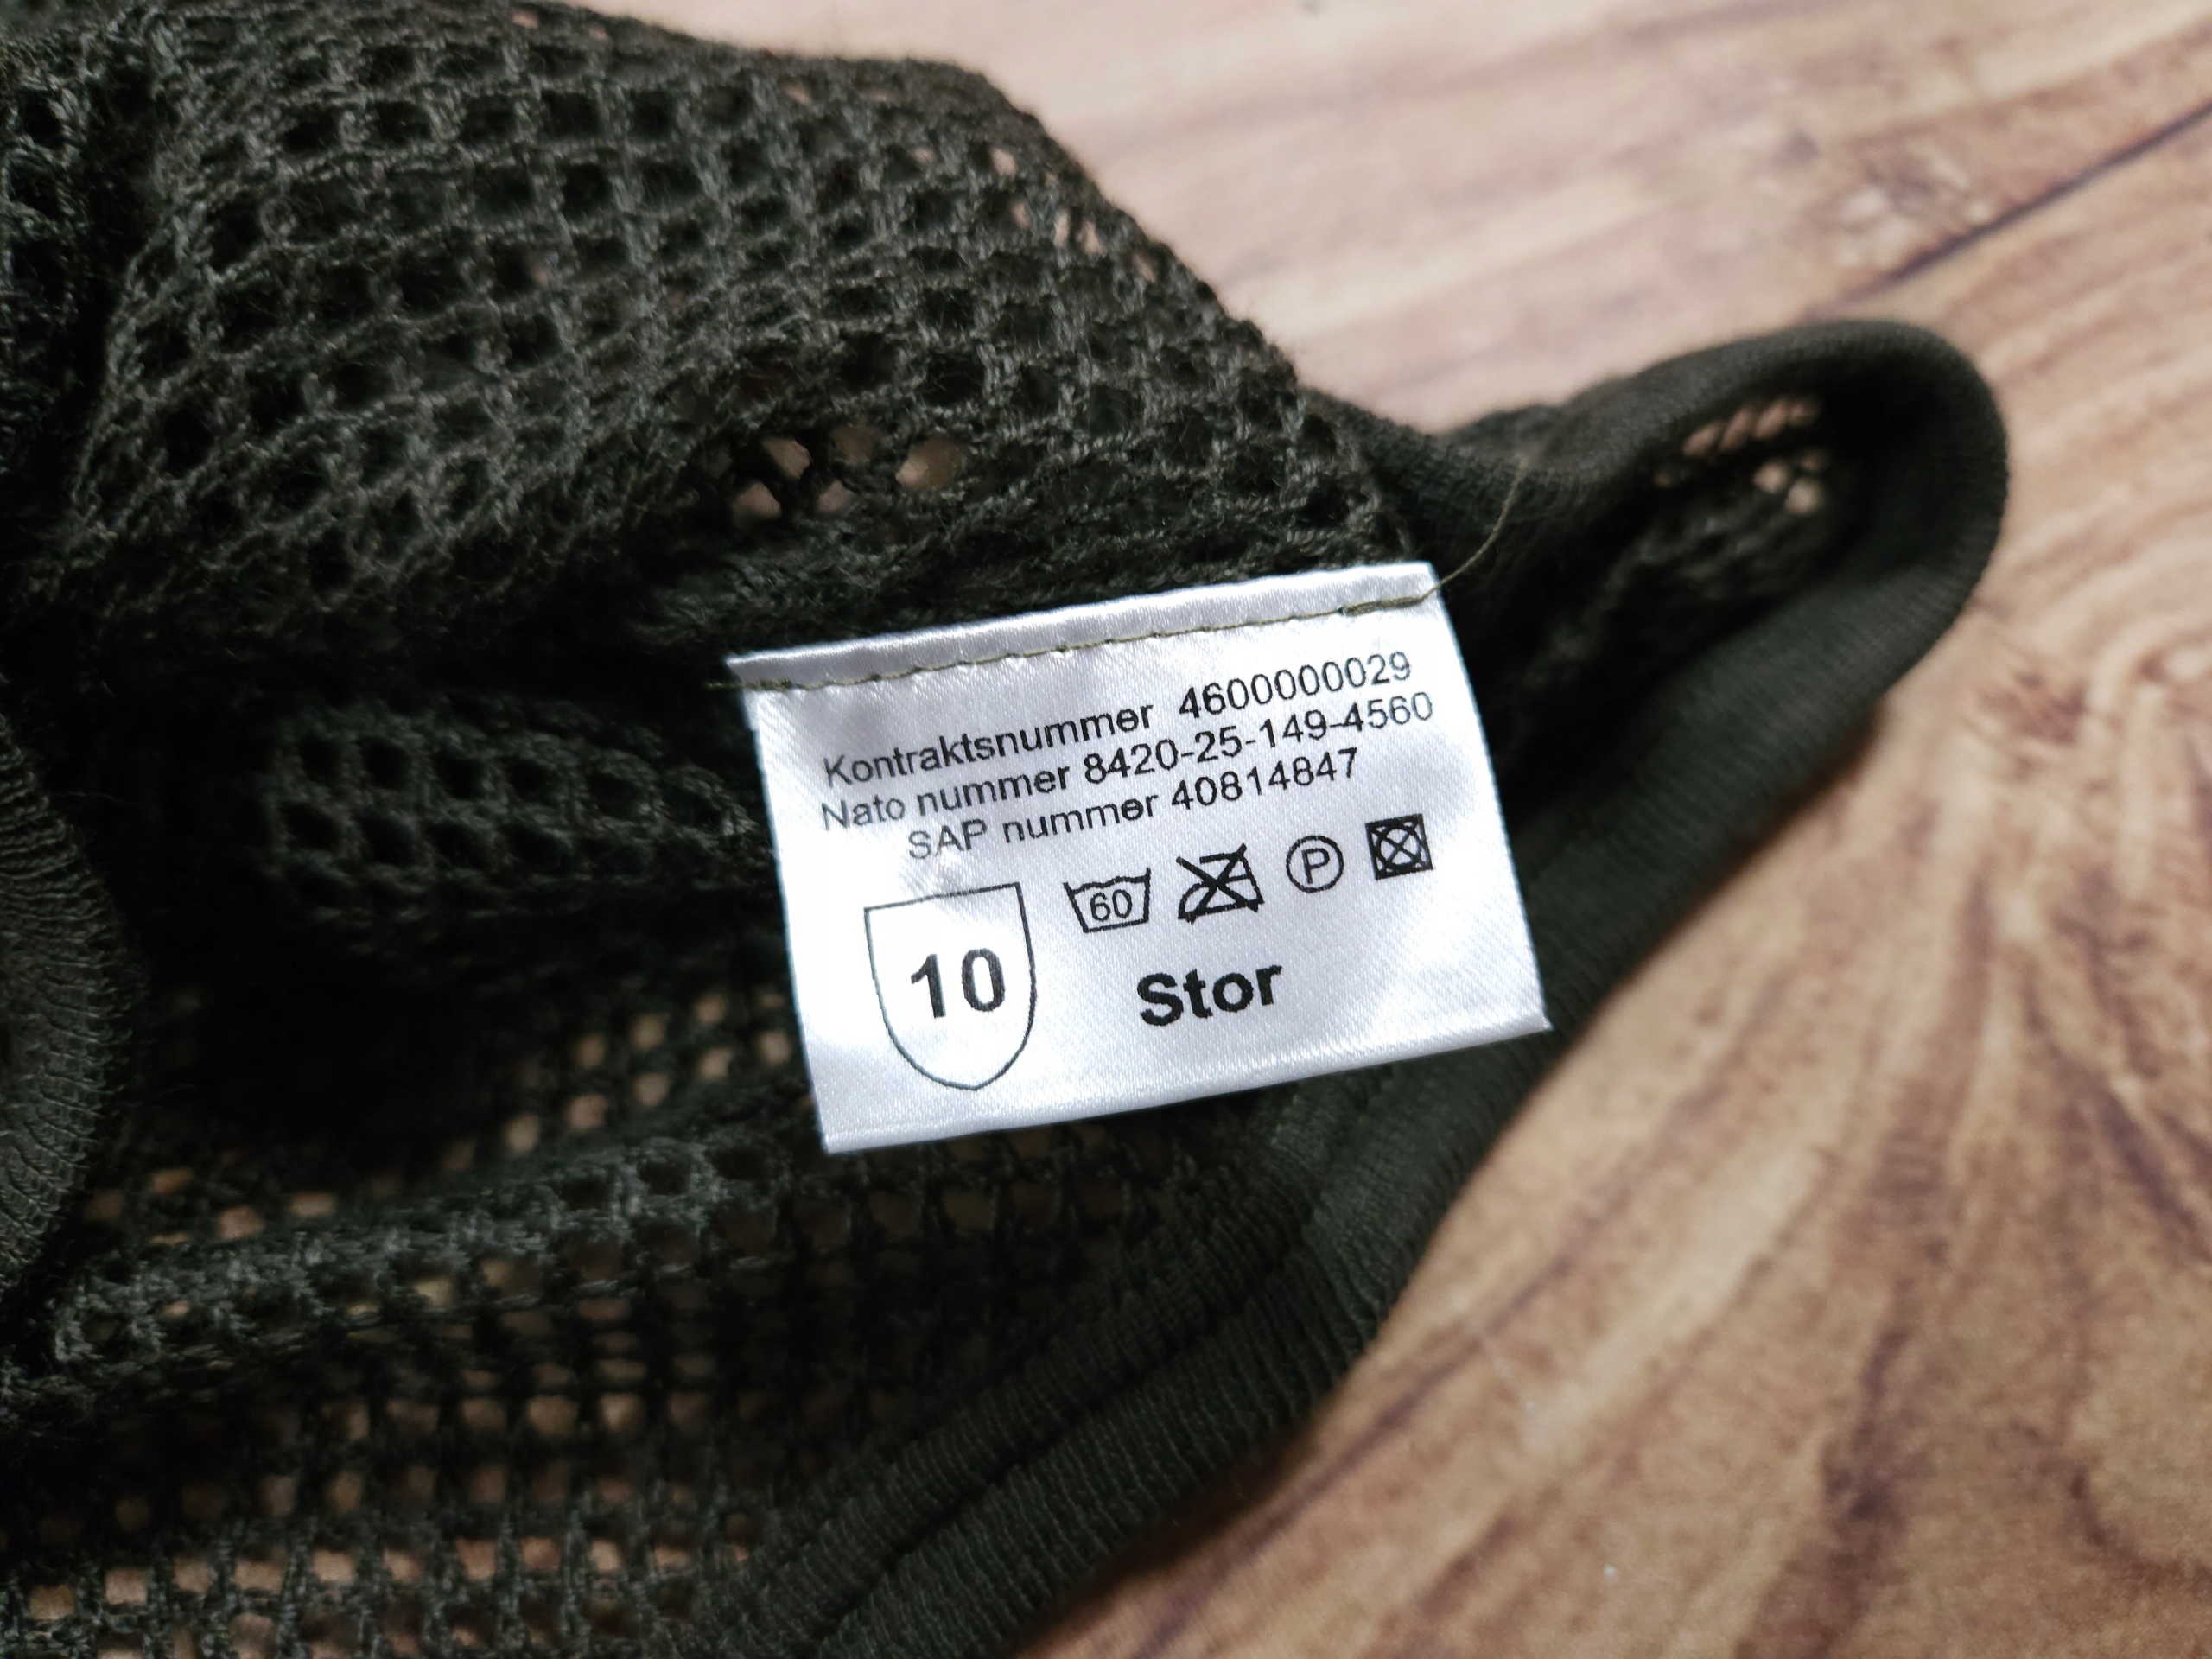 Kontraktsnummer 4600000029
Nato nummer 8420-25-149-4560
SAP nummer 40814847
60 P
10
Stor